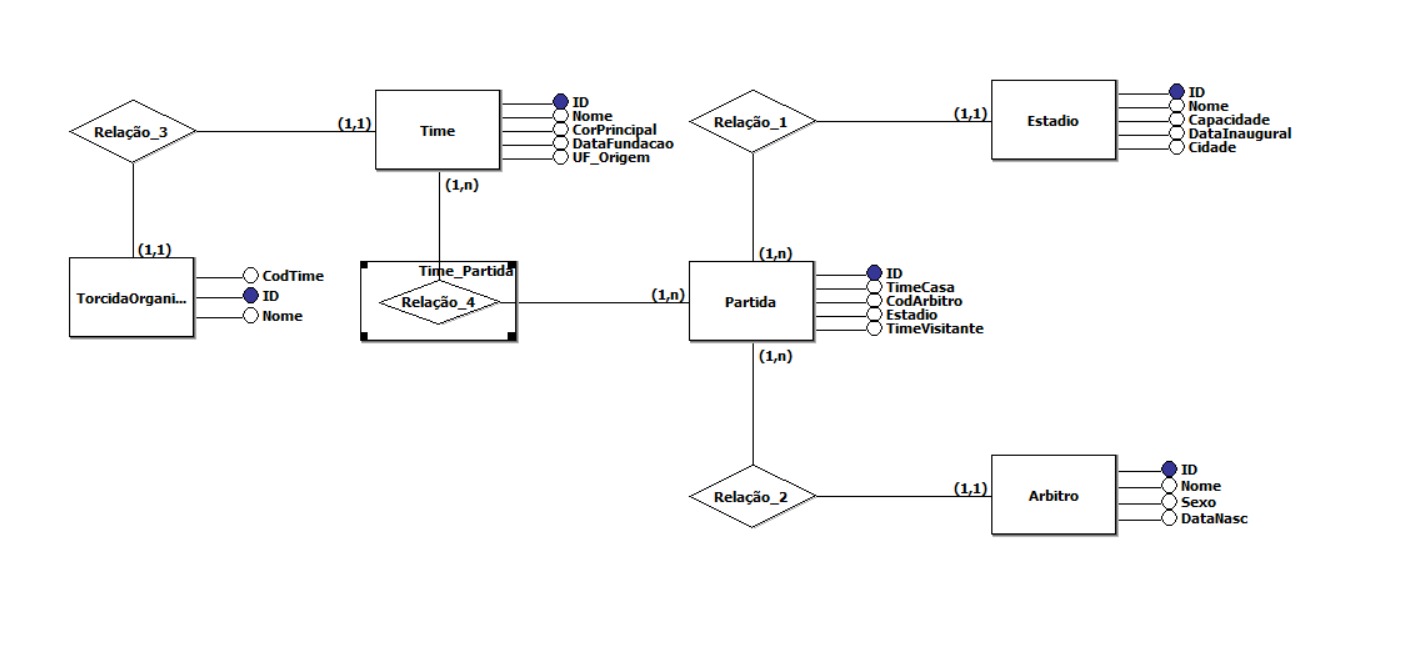 Relação_3
(1,1)
Time
ID
Nome
CorPrincipal
DataFundacao
UF_Origem
(1,n)
Relação_1
(1,1)
Estadio
ID
Nome
Capacidade
DataInaugural
Cidade
(1,1)
TorcidaOrgani...
CodTime
ID
Nome
Time_Partida
Relação_4
(1,n)
(1,n)
Partida
ID
TimeCasa
CodArbitro
Estadio
TimeVisitante
(1,n)
Relação_2
(1,1)
Arbitro
ID
Nome
Sexo
DataNasc